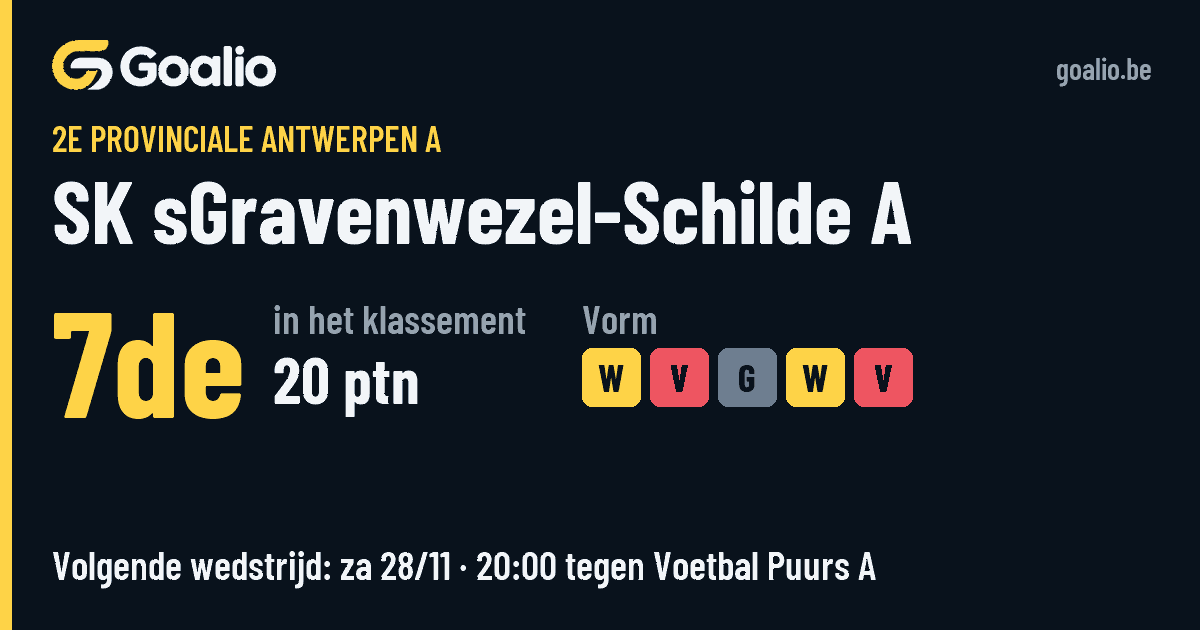 Goalio
goalio.be
2E PROVINCIALE ANTWERPEN A
SK sGravenwezel-Schilde A
7de
in het klassement
20 ptn
Vorm
W V G W V
Volgende wedstrijd: za 28/11 · 20:00 tegen Voetbal Puurs A